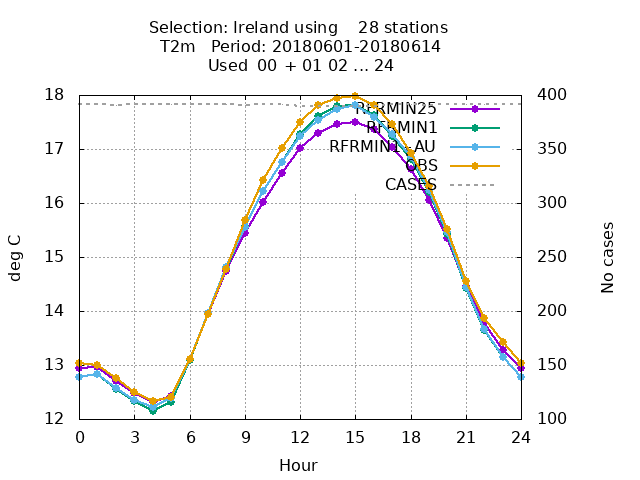 Selection: Ireland using    28 stations
T2m   Period: 20180601-20180614
Used  00 + 01 02 ... 24
18
17
16
15
14
13
12
400
350
300
250
200
150
100
deg C
No cases
RFRMIN25
RFRMIN1
RFRMIN1_AU
OBS
CASES
0 3 6 9 12 15 18 21 24
Hour